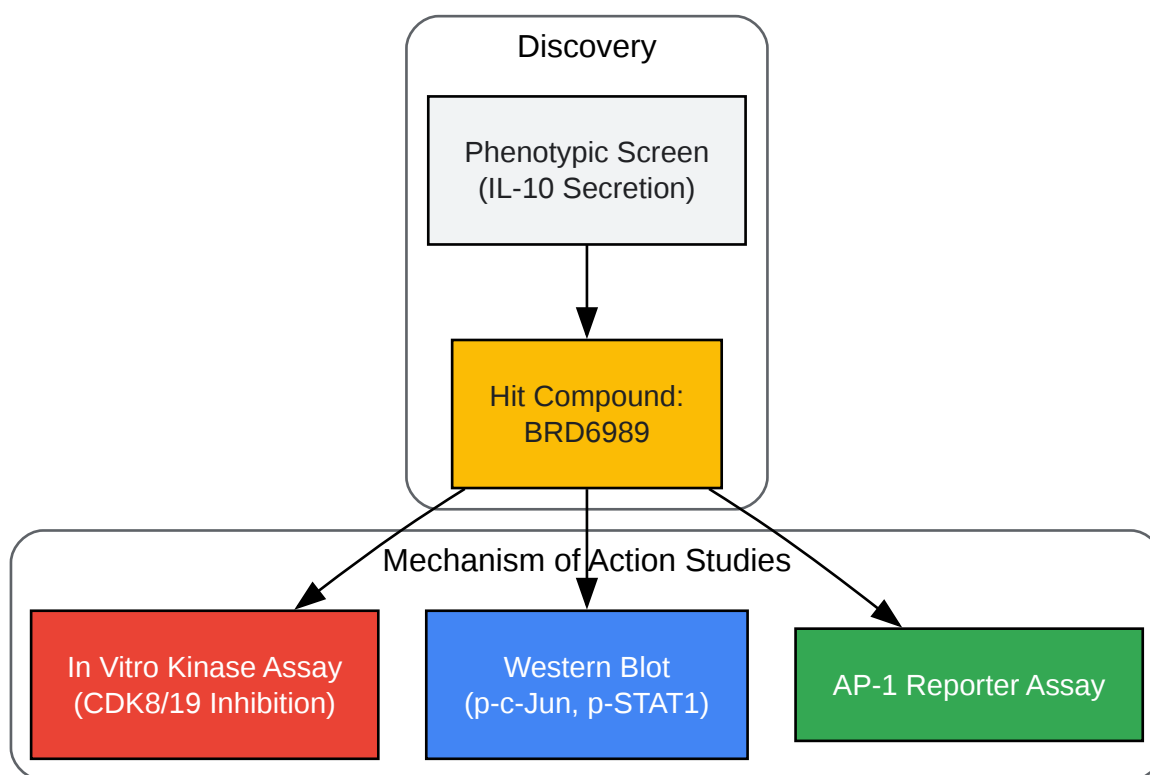 Discovery
Phenotypic Screen
(IL-10 Secretion)
Hit Compound:
BRD6989
Mechanism of Action Studies
In Vitro Kinase Assay
(CDK8/19 Inhibition)
Western Blot
(p-c-Jun, p-STAT1)
AP-1 Reporter Assay